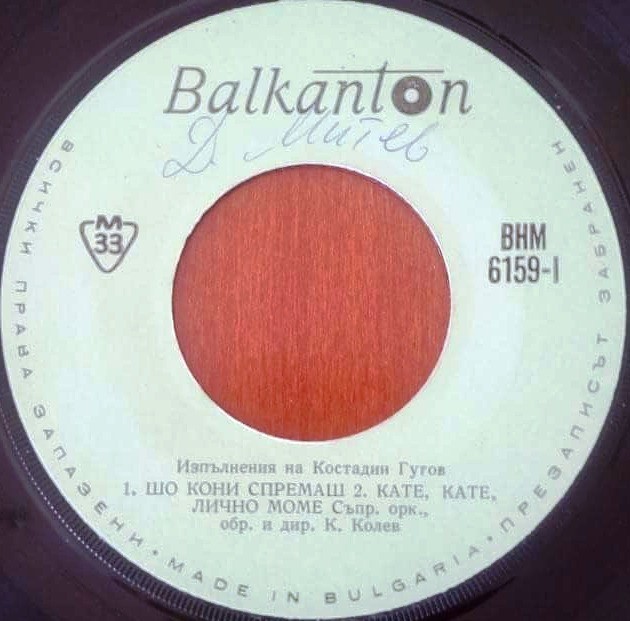 Balkanton
Д. Митев
М
33
ВНМ
6159-I
Изпълнения на Костадин Гугов
1. ШО КОНИ СПРЕМАШ 2. КАТЕ, КАТЕ,
ЛИЧНО МОМЕ Съпр. орк.,
обр. и дир. К. Колев
ВСИЧКИ ПРАВА ЗАПАЗЕНИ • MADE IN BULGARIA • ПРЕЗАПИСЪТ ЗАБРАНЕН